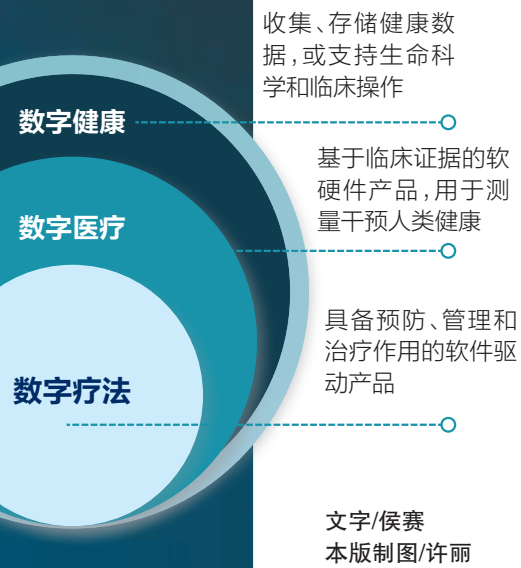 收集、存储健康数
据,或支持生命科
学和临床操作
数字健康
基于临床证据的软
硬件产品,用于测
量干预人类健康
数字医疗
具备预防、管理和
治疗作用的软件驱
动产品
数字疗法
文字/侯赛
本版制图/许丽